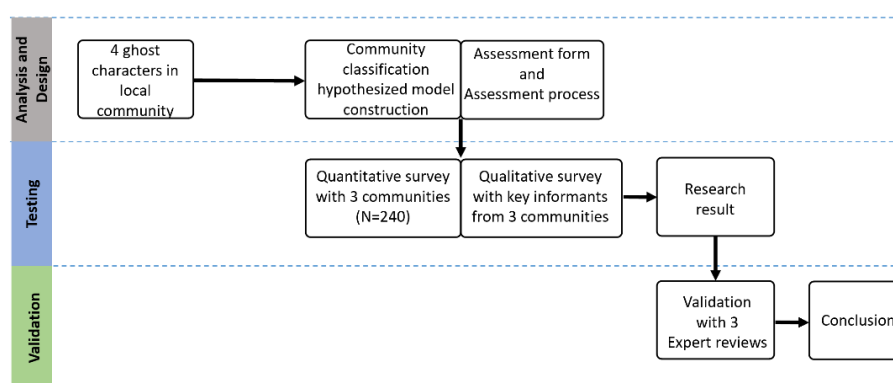 Analysis and
Design
4 ghost
characters in
local
community
Community
classification
hypothesized model
construction
Assessment form
and
Assessment process
Testing
Quantitative survey
with 3 communities
(N=240)
Qualitative survey
with key informants
from 3 communities
Research
result
Validation
Validation
with 3
Expert reviews
Conclusion